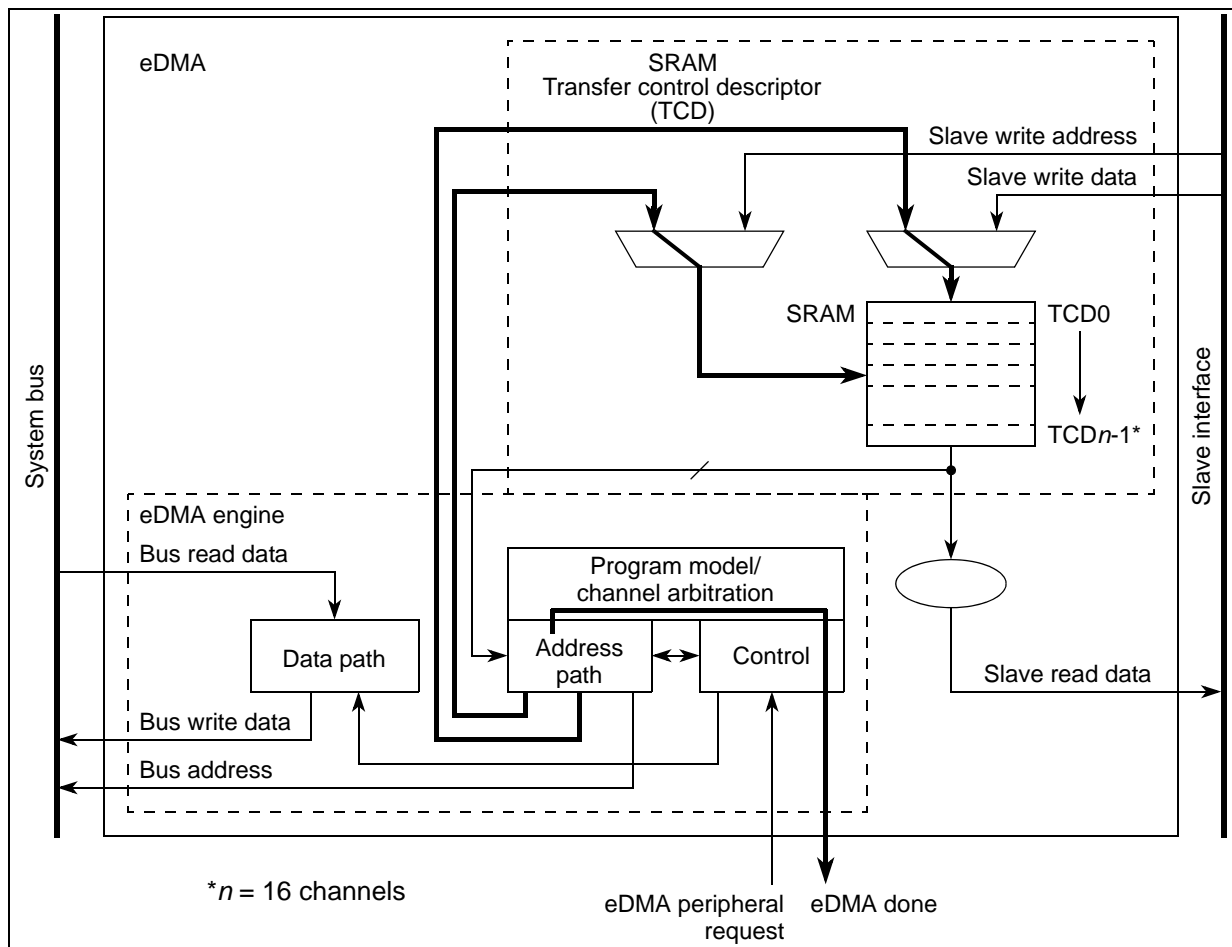 eDMA
SRAM
Transfer control descriptor
(TCD)
Slave write address
Slave write data
SRAM
TCD0
TCDn-1*
System bus
Slave interface
eDMA engine
Bus read data
Program model/
channel arbitration
Data path
Address
path
Control
Slave read data
Bus write data
Bus address
*n = 16 channels
eDMA peripheral
request
eDMA done